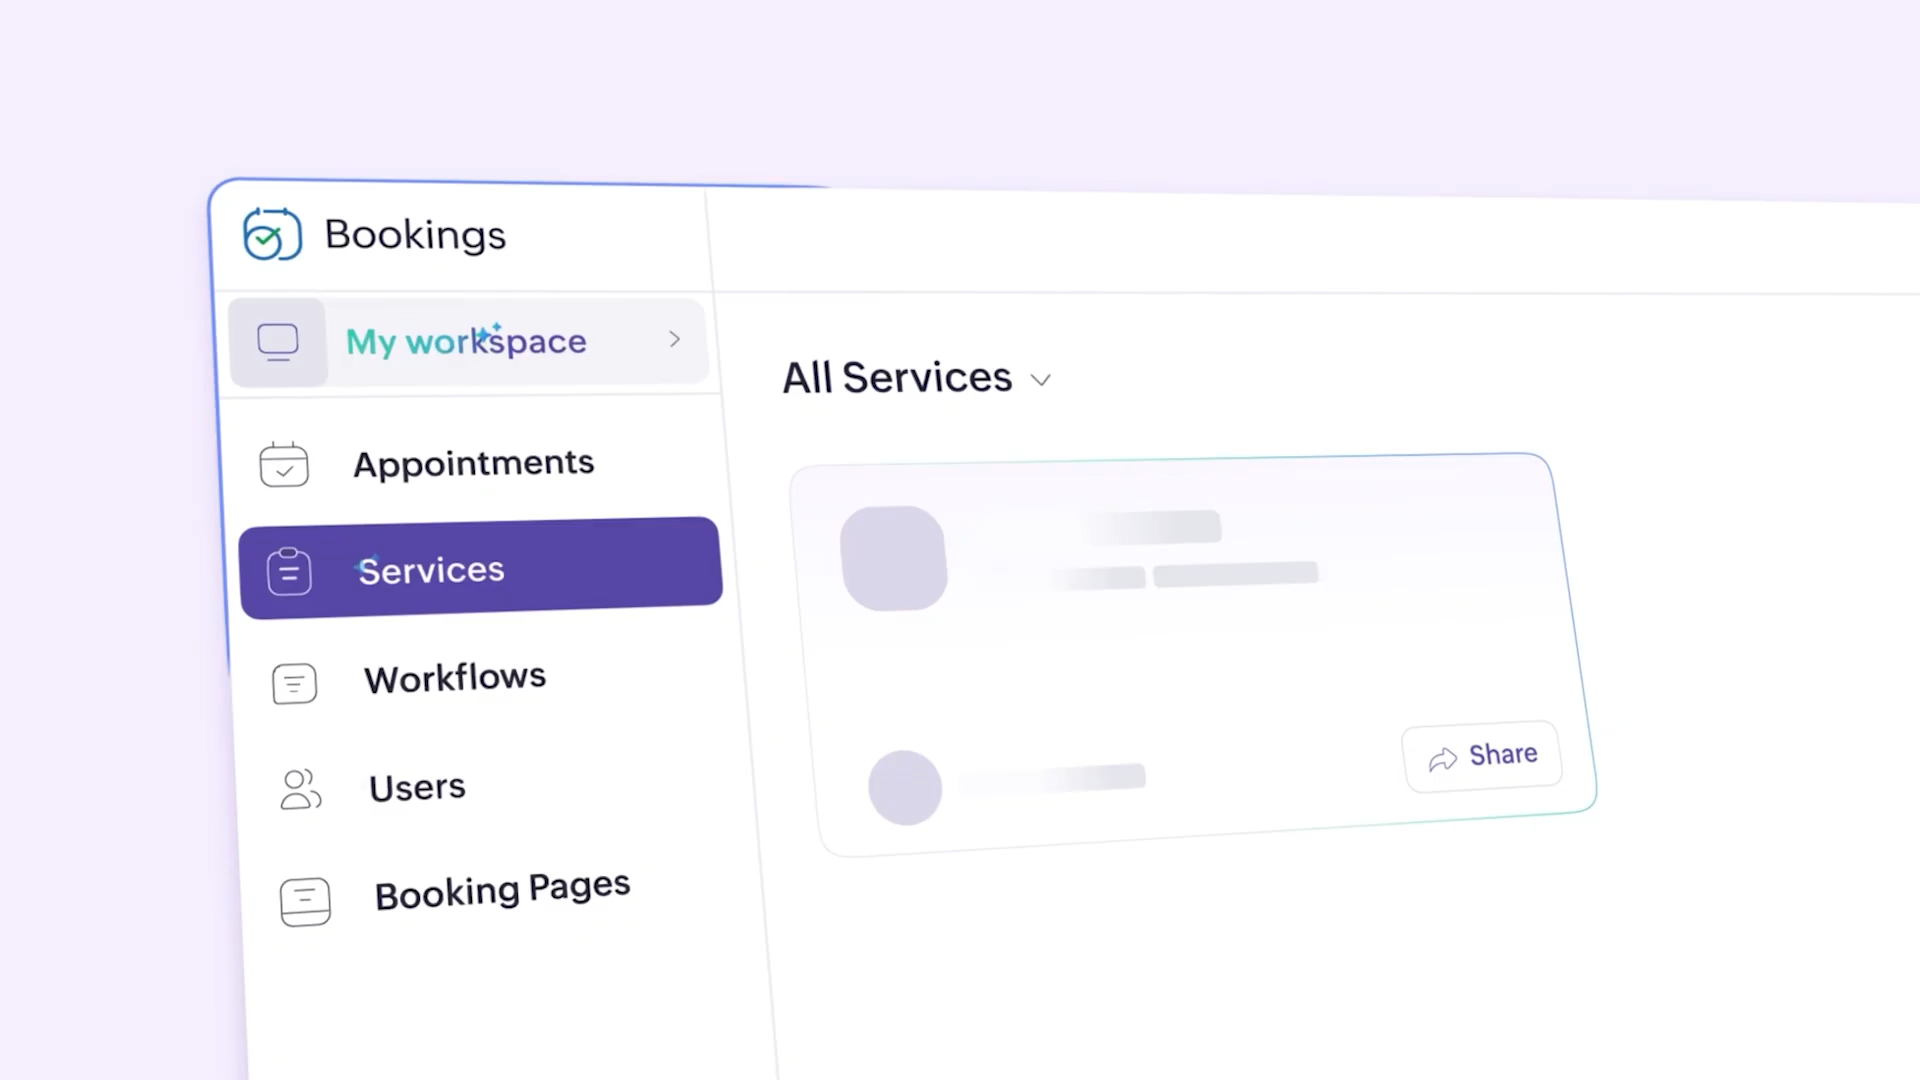 Bookings
My workspace
Appointments
Services
Workflows
Users
Booking Pages
All Services
Share